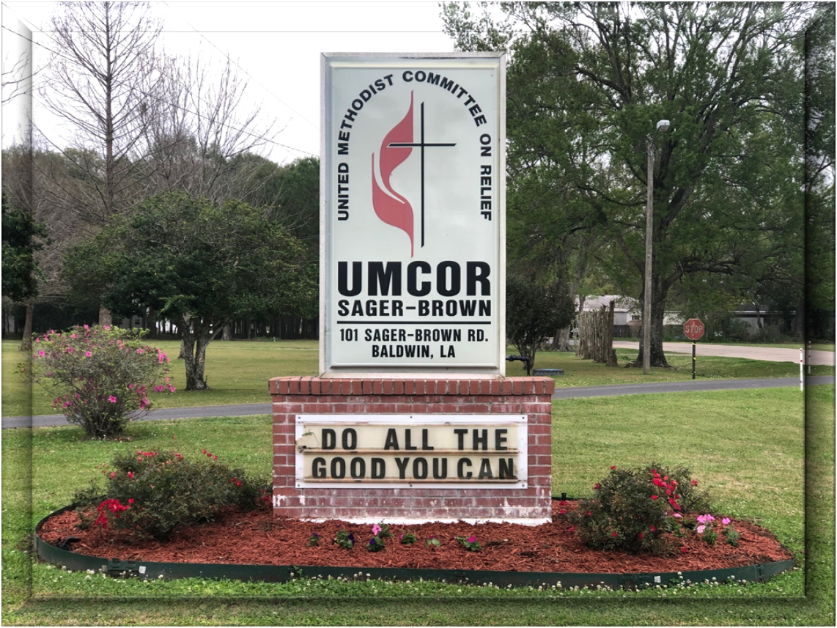 UNITED METHODIST COMMITTEE ON RELIEF
UMCOR
SAGER-BROWN
101 SAGER-BROWN RD.
BALDWIN, LA
STOP
DO ALL THE
GOOD YOU CAN